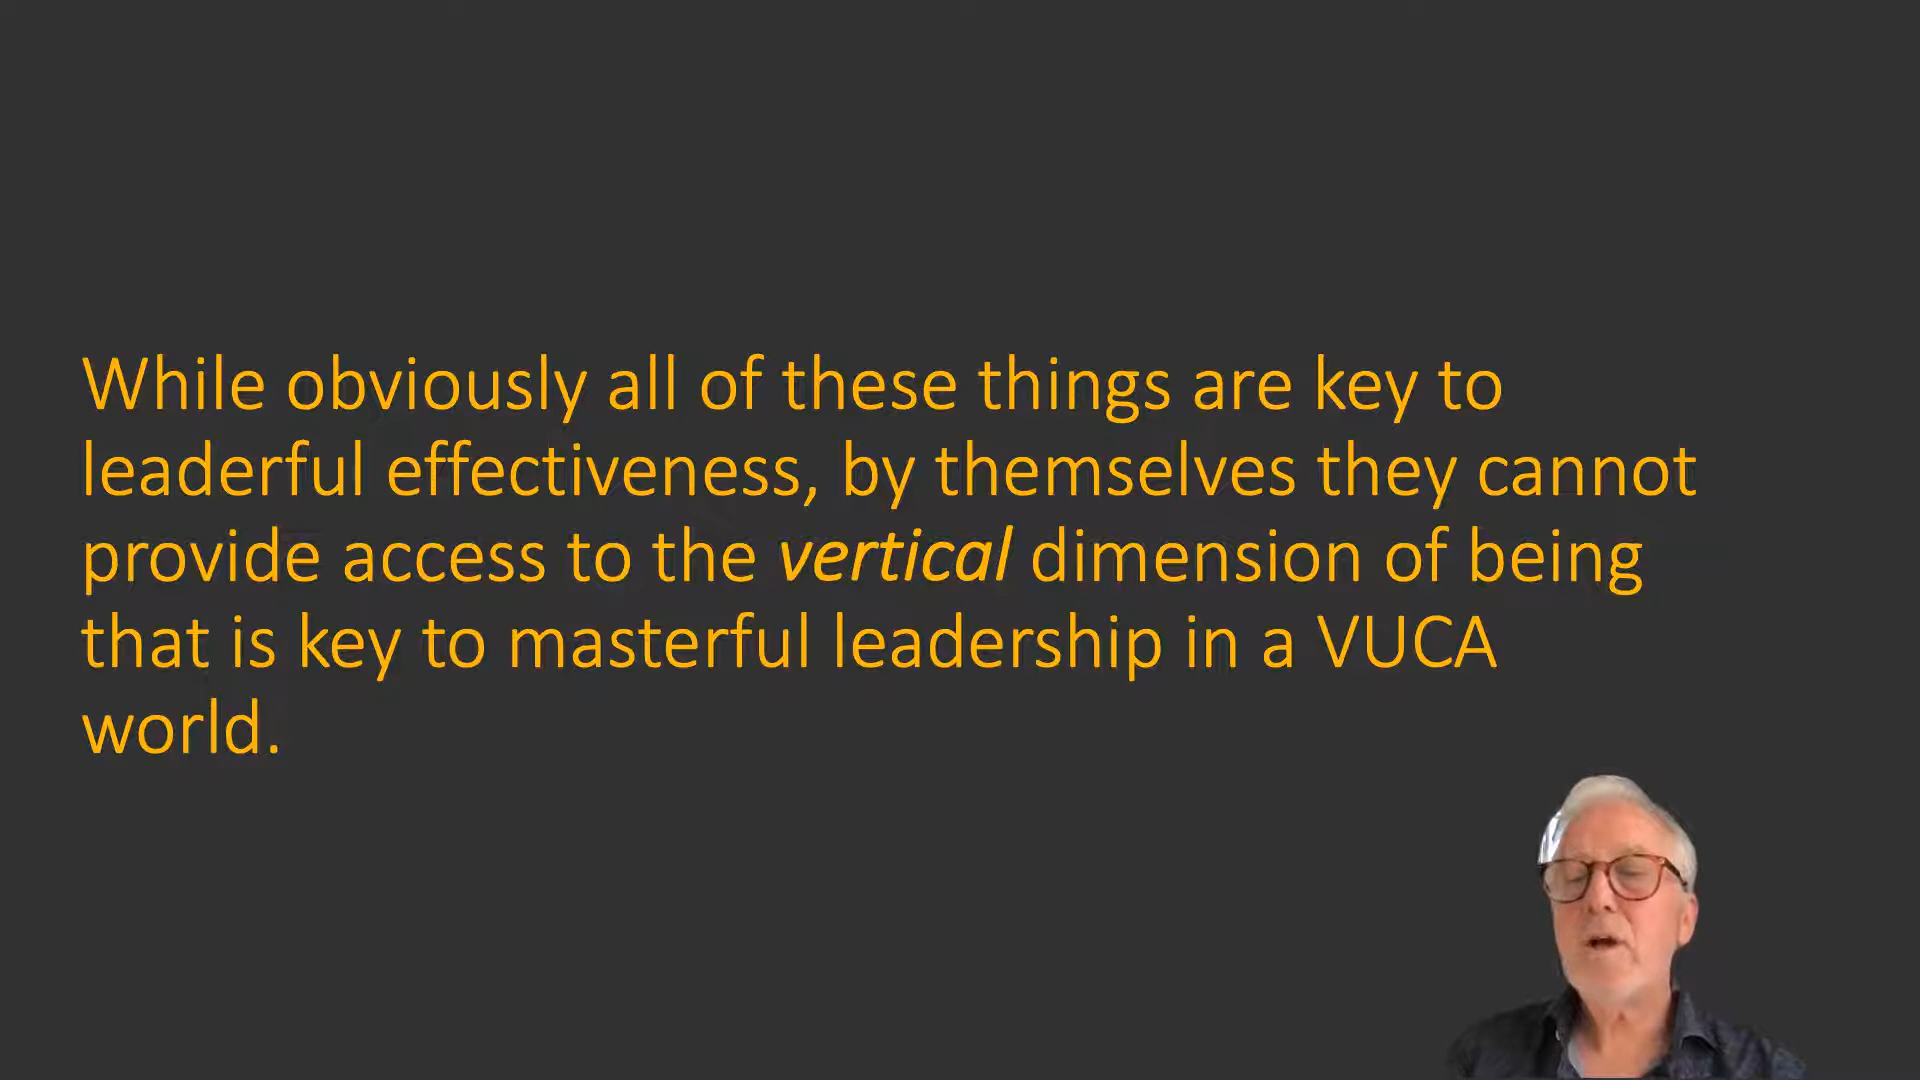 While obviously all of these things are key to
leaderful effectiveness, by themselves they cannot
provide access to the vertical dimension of being
that is key to masterful leadership in a VUCA
world.